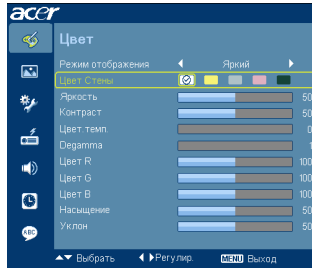 acer
Цвет
Режим отображения Яркий
Цвет Стены
Яркость 50
Контраст 50
Цвет темп. 0
Degamma 1
Цвет R 100
Цвет G 100
Цвет B 100
Насыщение 50
Уклон 50
ABC
Выбрать Регулир. MENU Выход